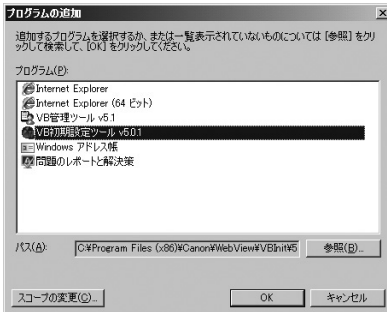 プログラムの追加
追加するプログラムを選択するか、または一覧表示されていないものについては [参照] をクリ
ックして検索して、[OK] をクリックしてください。
プログラム(P):
Internet Explorer
Internet Explorer (64 ビット)
VB管理ツール v5.1
VB初期設定ツール v5.0.1
Windows アドレス帳
問題のレポートと解決策
パス(A): C:¥Program Files (x86)¥Canon¥WebView¥VBInit¥5 参照(B)...
スコープの変更(C)... OK キャンセル